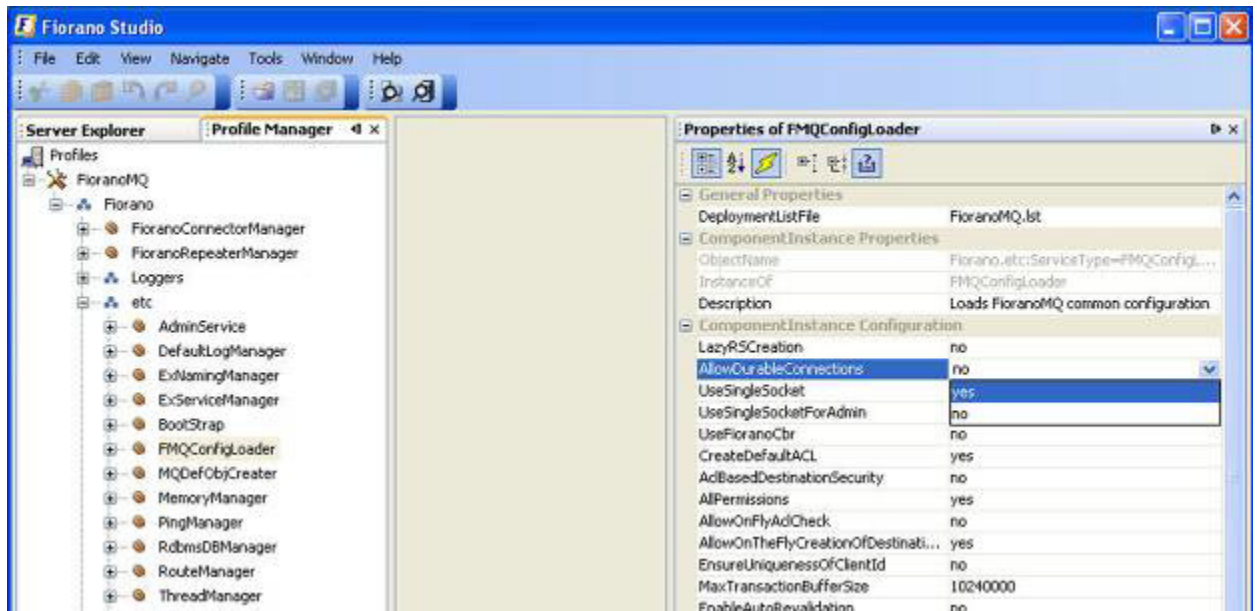 Fiorano Studio
File Edit View Navigate Tools Window Help
Server Explorer Profile Manager
Profiles
FioranoMQ
Fiorano
FioranoConnectorManager
FioranoRepeaterManager
Loggers
etc
AdminService
DefaultLogManager
ExNamingManager
ExServiceManager
BootStrap
FMQConfigLoader
MQDefObjCreater
MemoryManager
PingManager
RdbmsDBManager
RouteManager
ThreadManager
Properties of FMQConfigLoader
General Properties
DeploymentListFile FioranoMQ.lst
ComponentInstance Properties
ObjectName Fiorano.etc:ServiceType=FMQConfigL...
InstanceOf FMQConfigLoader
Description Loads FioranoMQ common configuration
ComponentInstance Configuration
LazyRSCreation no
AllowDurableConnections no
UseSingleSocket yes
UseSingleSocketForAdmin no
UseFioranoCbr no
CreateDefaultACL yes
AclBasedDestinationSecurity no
AllPermissions yes
AllowOnFlyAclCheck no
AllowOnTheFlyCreationOfDestinati... yes
EnsureUniquenessOfClientId no
MaxTransactionBufferSize 10240000
EnableAutoRevalidation no